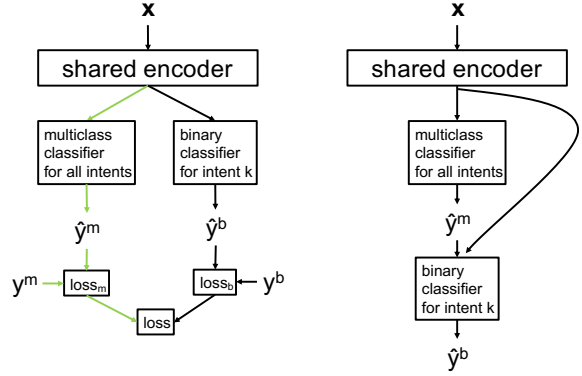 x
shared encoder
multiclass
classifier
for all intents
binary
classifier
for intent k
ŷᵐ
ŷᵇ
yᵐ
lossₘ
loss_b
yᵇ
loss
x
shared encoder
multiclass
classifier
for all intents
ŷᵐ
binary
classifier
for intent k
ŷᵇ